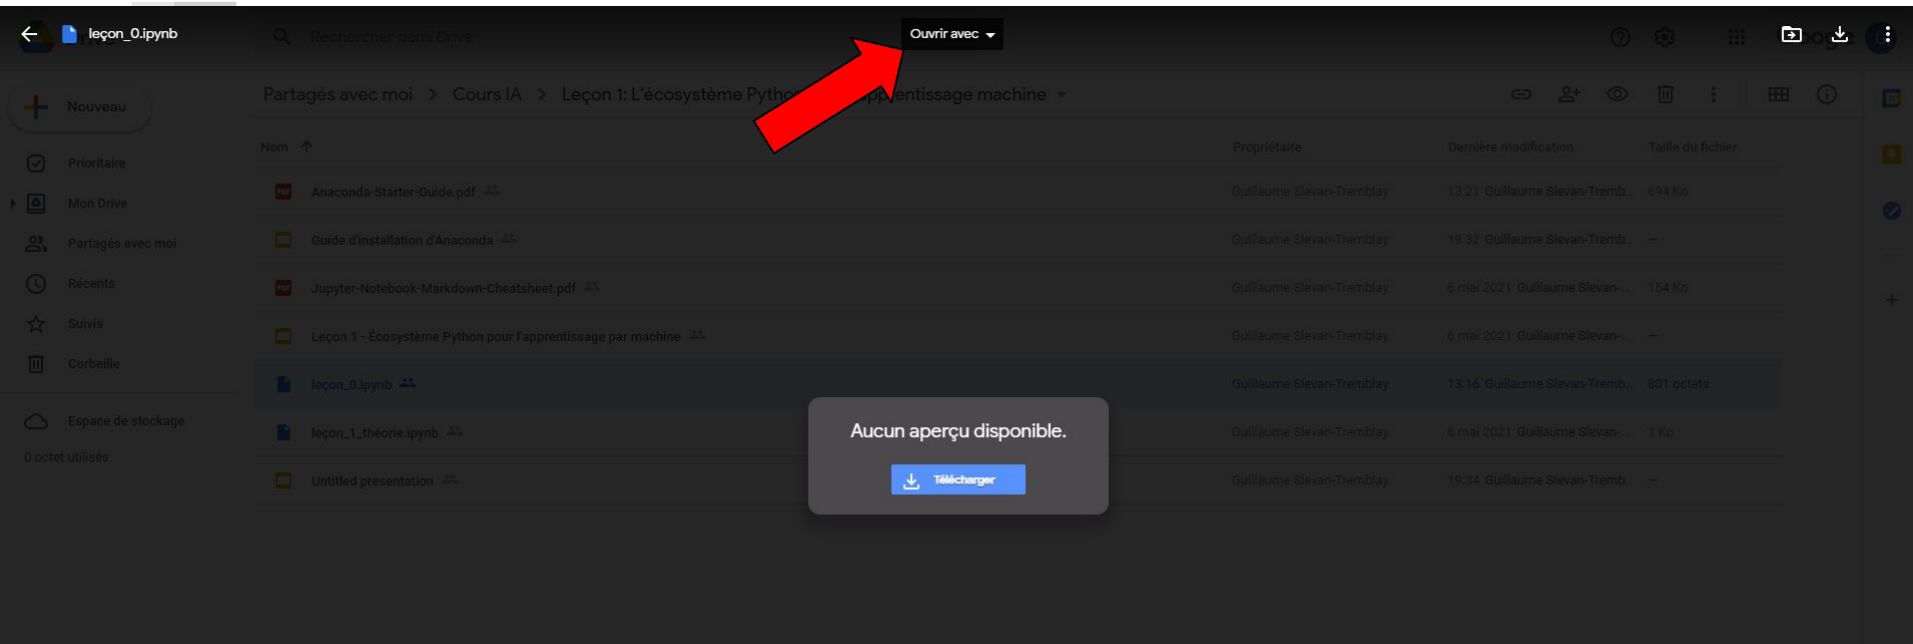 leçon_0.ipynb
Rechercher dans Drive
Ouvrir avec
Nouveau
Partagés avec moi > Cours IA > Leçon 1: L'écosystème Python apprentissage machine
Nom
Propriétaire
Dernière modification
Taille du fichier
Prioritaire
Mon Drive
Partagés avec moi
Récents
Suivis
Corbeille
Espace de stockage
0 octet utilisés
Anaconda-Starter-Guide.pdf
Guillaume Slevan-Tremblay
13:21 Guillaume Slevan-Tremb...
694 Ko
Guide d'installation d'Anaconda
Guillaume Slevan-Tremblay
19:32 Guillaume Slevan-Tremb...
—
Jupyter-Notebook-Markdown-Cheatsheet.pdf
Guillaume Slevan-Tremblay
6 mai 2021 Guillaume Slevan-...
154 Ko
Leçon 1 - Écosystème Python pour l'apprentissage par machine
Guillaume Slevan-Tremblay
6 mai 2021 Guillaume Slevan-...
—
leçon_0.ipynb
Guillaume Slevan-Tremblay
13:16 Guillaume Slevan-Tremb...
801 octets
leçon_1_théorie.ipynb
Guillaume Slevan-Tremblay
6 mai 2021 Guillaume Slevan-...
1 Ko
Untitled presentation
Guillaume Slevan-Tremblay
19:34 Guillaume Slevan-Tremb...
—
Aucun aperçu disponible.
Télécharger